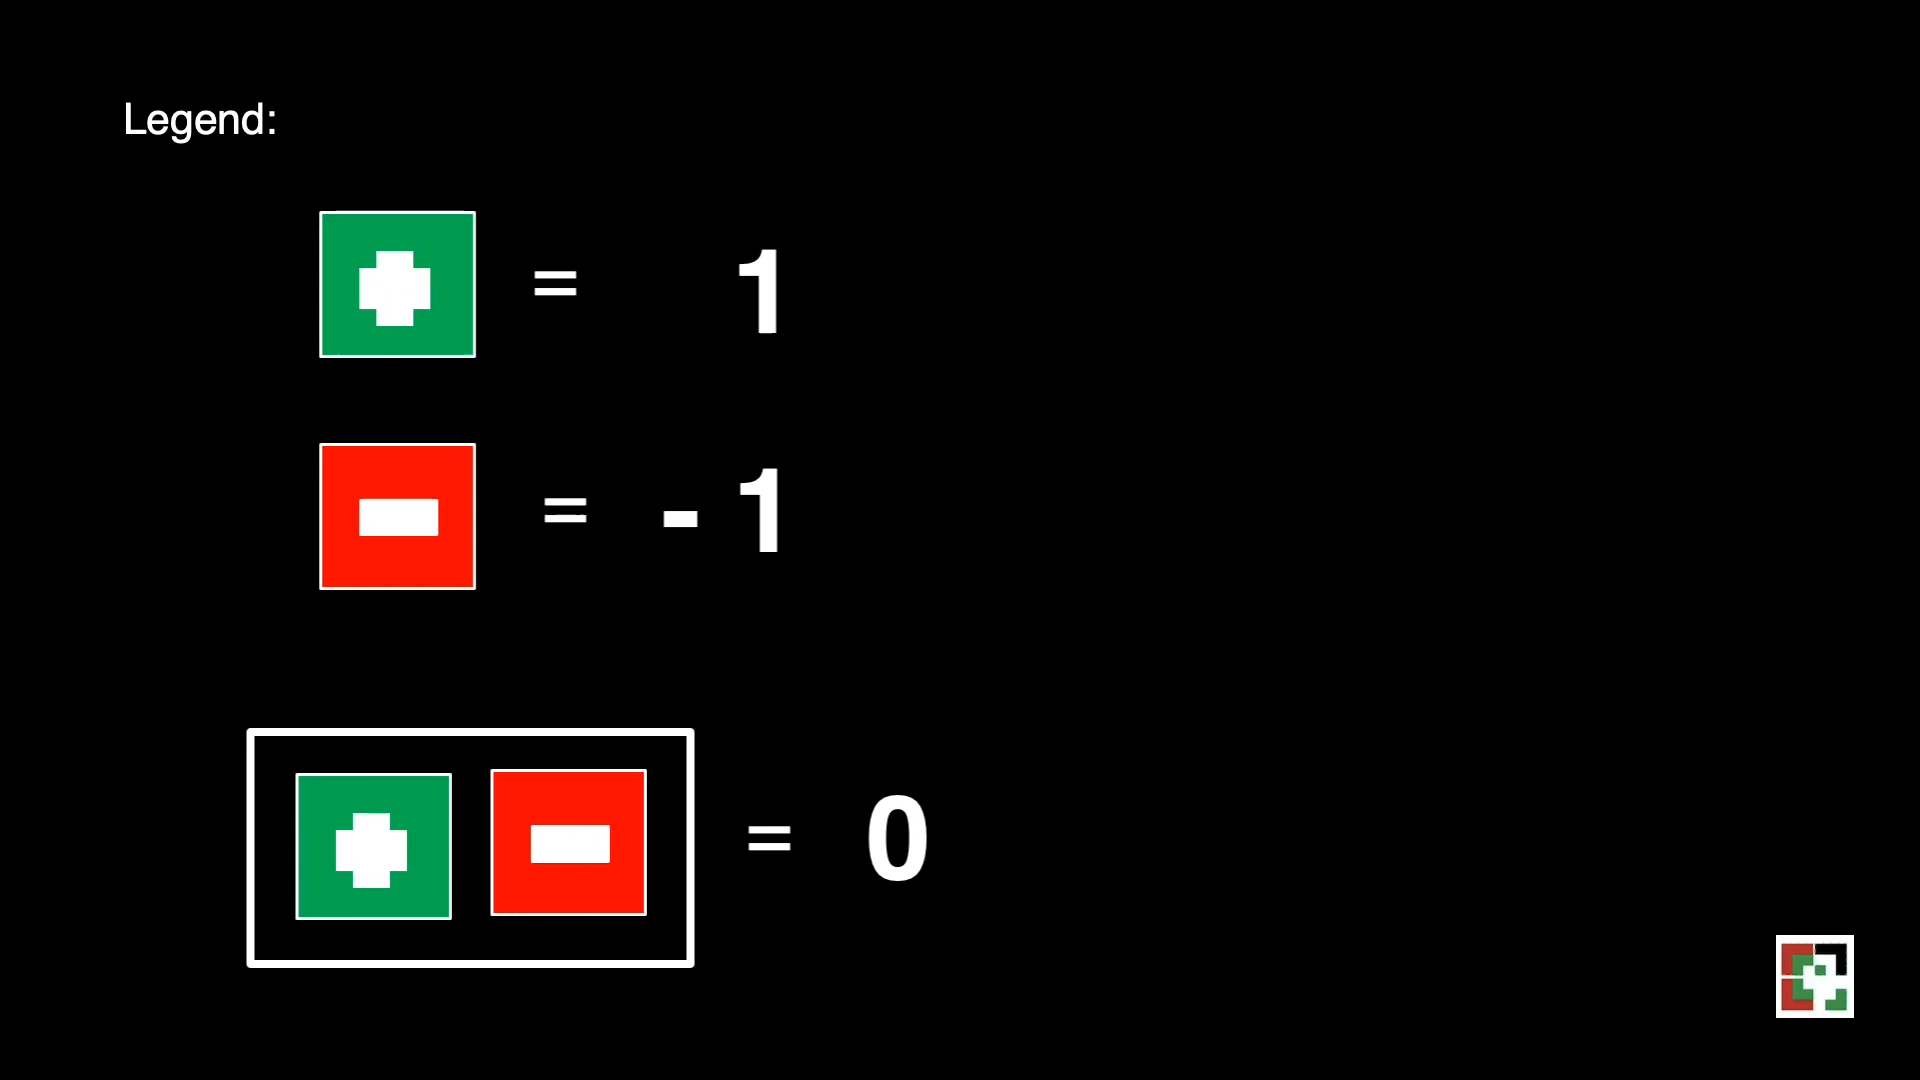 Legend:
+ = 1
- = - 1
+ - = 0